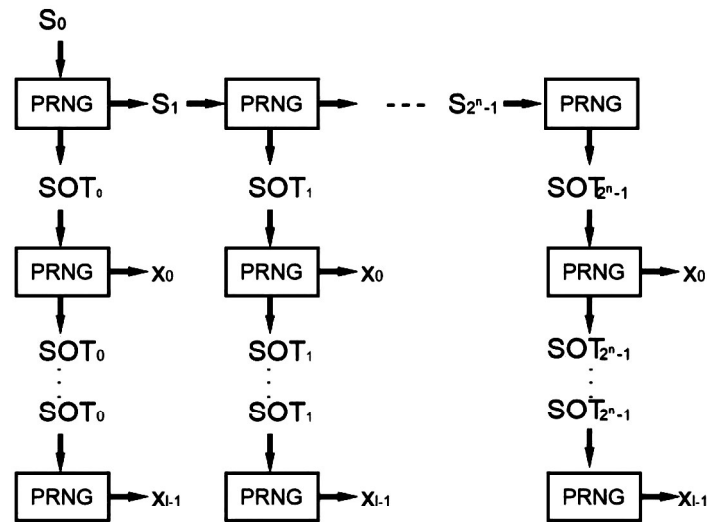 S₀
PRNG S₁ PRNG --- S₂ⁿ-1 PRNG
SOT₀ SOT₁ SOT₂ⁿ-1
PRNG X₀ PRNG X₀ PRNG X₀
SOT₀ SOT₁ SOT₂ⁿ-1
SOT₀ SOT₁ SOT₂ⁿ-1
PRNG Xl-1 PRNG Xl-1 PRNG Xl-1